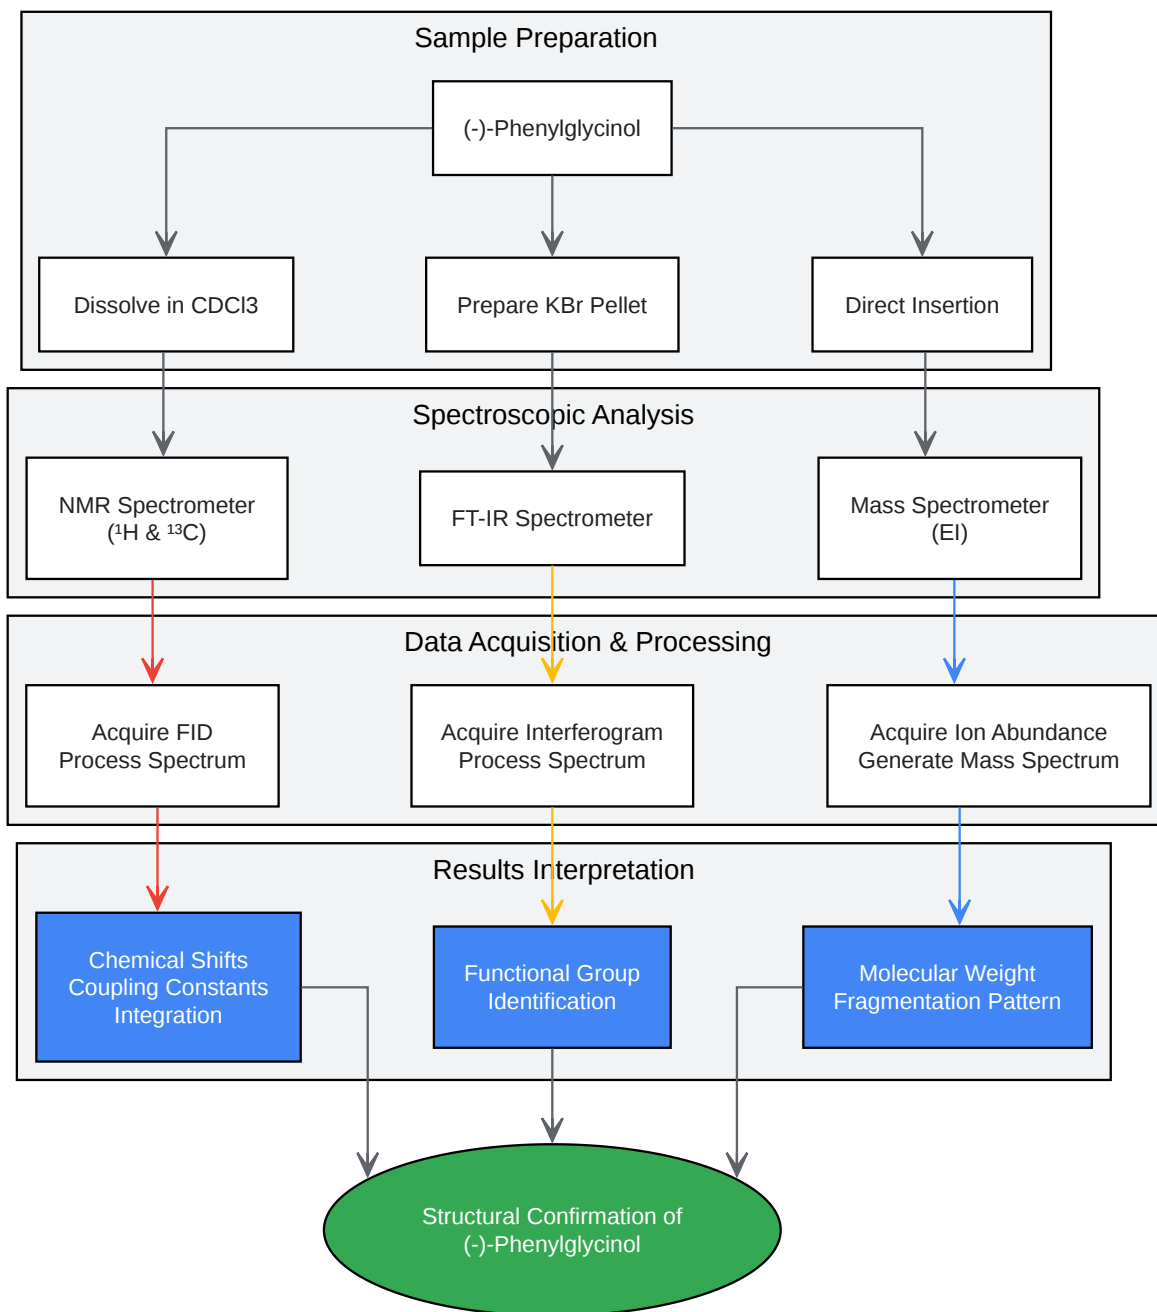 Sample Preparation
(-)-Phenylglycinol
Dissolve in CDCl3
Prepare KBr Pellet
Direct Insertion
Spectroscopic Analysis
NMR Spectrometer
(¹H & ¹³C)
FT-IR Spectrometer
Mass Spectrometer
(EI)
Data Acquisition & Processing
Acquire FID
Process Spectrum
Acquire Interferogram
Process Spectrum
Acquire Ion Abundance
Generate Mass Spectrum
Results Interpretation
Chemical Shifts
Coupling Constants
Integration
Functional Group
Identification
Molecular Weight
Fragmentation Pattern
Structural Confirmation of
(-)-Phenylglycinol